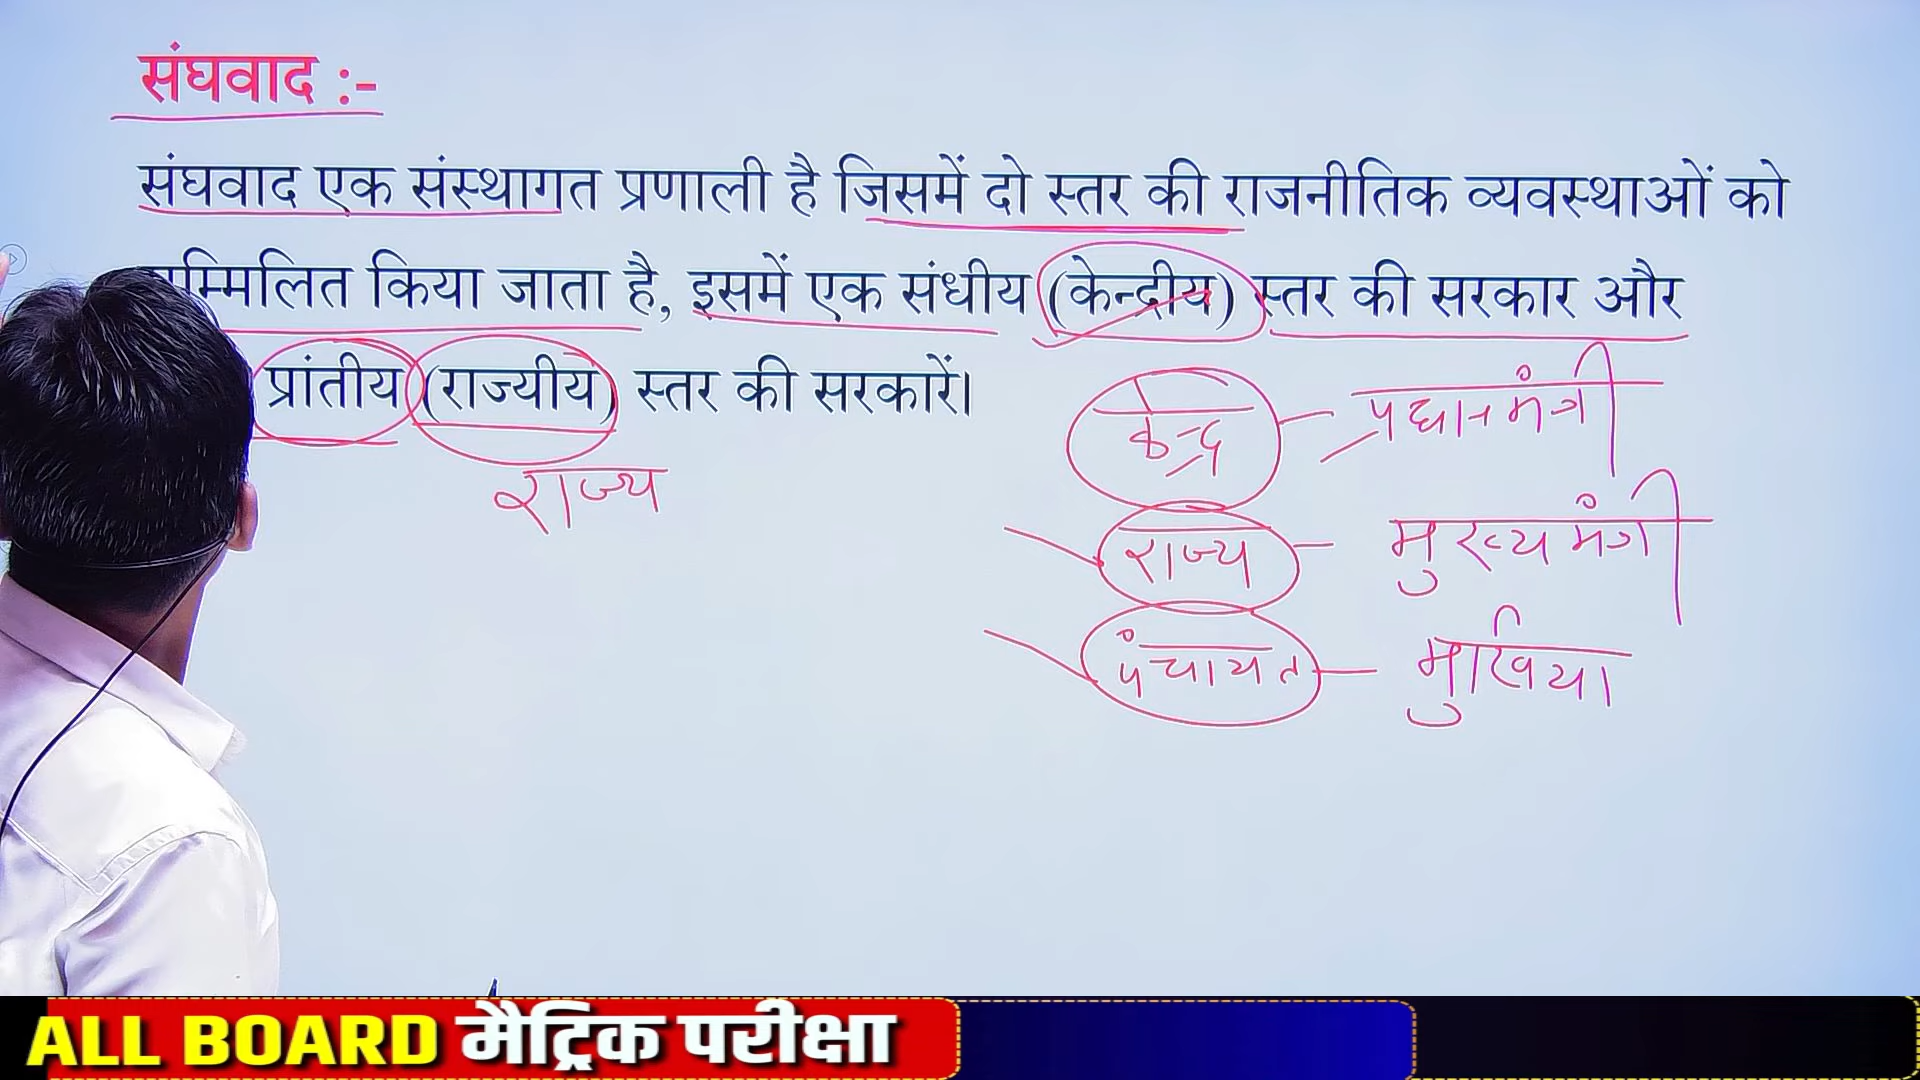 संघवाद :-
संघवाद एक संस्थागत प्रणाली है जिसमें दो स्तर की राजनीतिक व्यवस्थाओं को
म्मिलित किया जाता है, इसमें एक संधीय (केन्द्रीय) स्तर की सरकार और
प्रांतीय (राज्यीय) स्तर की सरकारें।
राज्य
केन्द्र – प्रधानमंत्री
राज्य – मुख्यमंत्री
पंचायत – मुखिया
ALL BOARD मैट्रिक परीक्षा